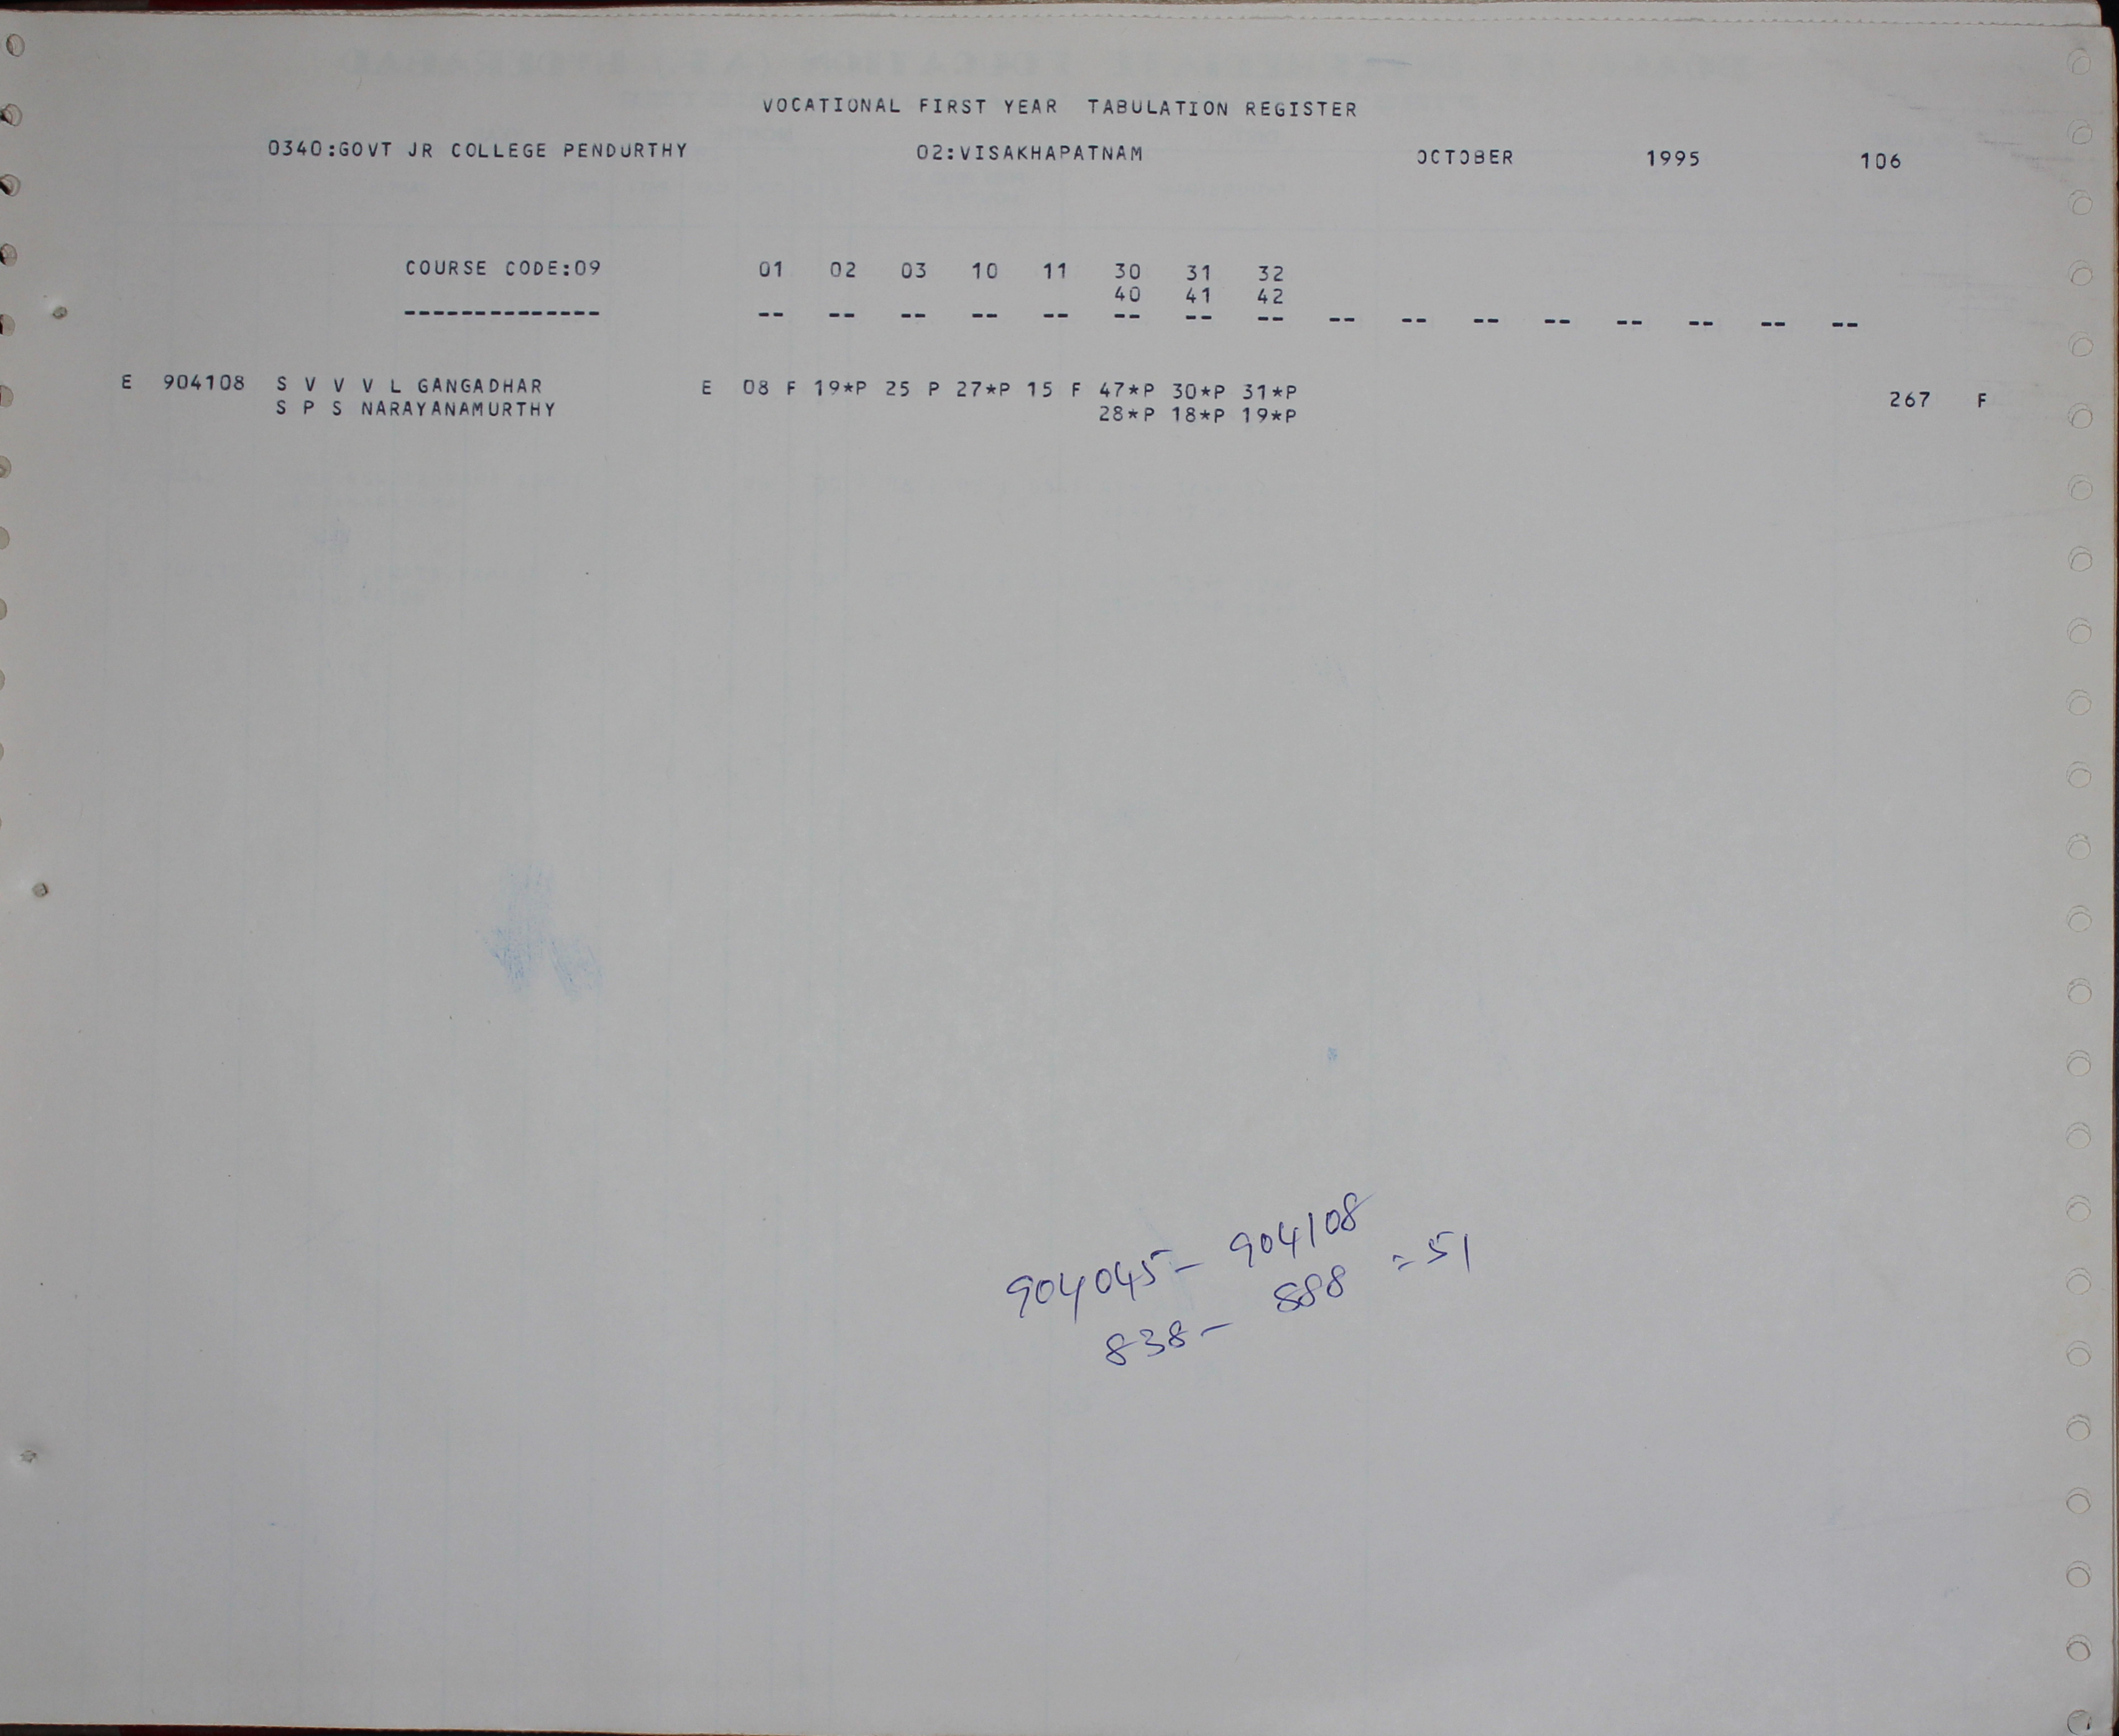 VOCATIONAL FIRST YEAR TABULATION REGISTER
0340:GOVT JR COLLEGE PENDURTHY 02:VISAKHAPATNAM OCTOBER 1995 106
COURSE CODE:09 01 02 03 10 11 30 31 32
40 41 42
-------------- -- -- -- -- -- -- -- -- -- -- -- -- -- -- -- --
E 904108 S V V V L GANGADHAR E 08 F 19*P 25 P 27*P 15 F 47*P 30*P 31*P 267 F
S P S NARAYANAMURTHY 28*P 18*P 19*P
904045 - 904108
838 - 888 = 51